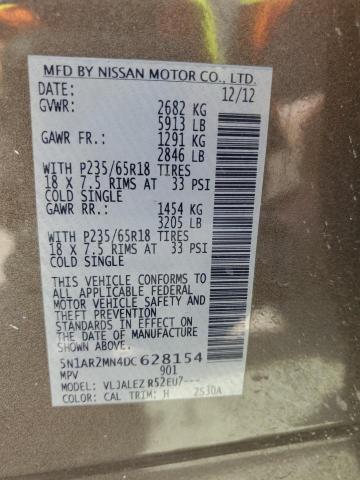 MFD BY NISSAN MOTOR CO., LTD.
DATE: 12/12
GVWR: 2682 KG
5913 LB
GAWR FR.: 1291 KG
2846 LB
WITH P235/65R18 TIRES
18 X 7.5 RIMS AT 33 PSI
COLD SINGLE
GAWR RR.: 1454 KG
3205 LB
WITH P235/65R18 TIRES
18 X 7.5 RIMS AT 33 PSI
COLD SINGLE
THIS VEHICLE CONFORMS TO
ALL APPLICABLE FEDERAL
MOTOR VEHICLE SAFETY AND
THEFT PREVENTION
STANDARDS IN EFFECT ON
THE DATE OF MANUFACTURE
SHOWN ABOVE.
5N1AR2MN4DC628154
MPV 901
MODEL: VLJALEZ R52EU7---
COLOR: CAL TRIM: H 2530A